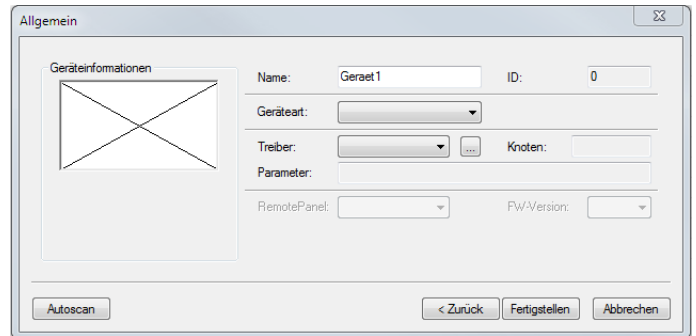 Allgemein
Geräteinformationen
Name: Geraet1 ID: 0
Geräteart:
Treiber: ... Knoten:
Parameter:
RemotePanel: FW-Version:
Autoscan < Zurück Fertigstellen Abbrechen